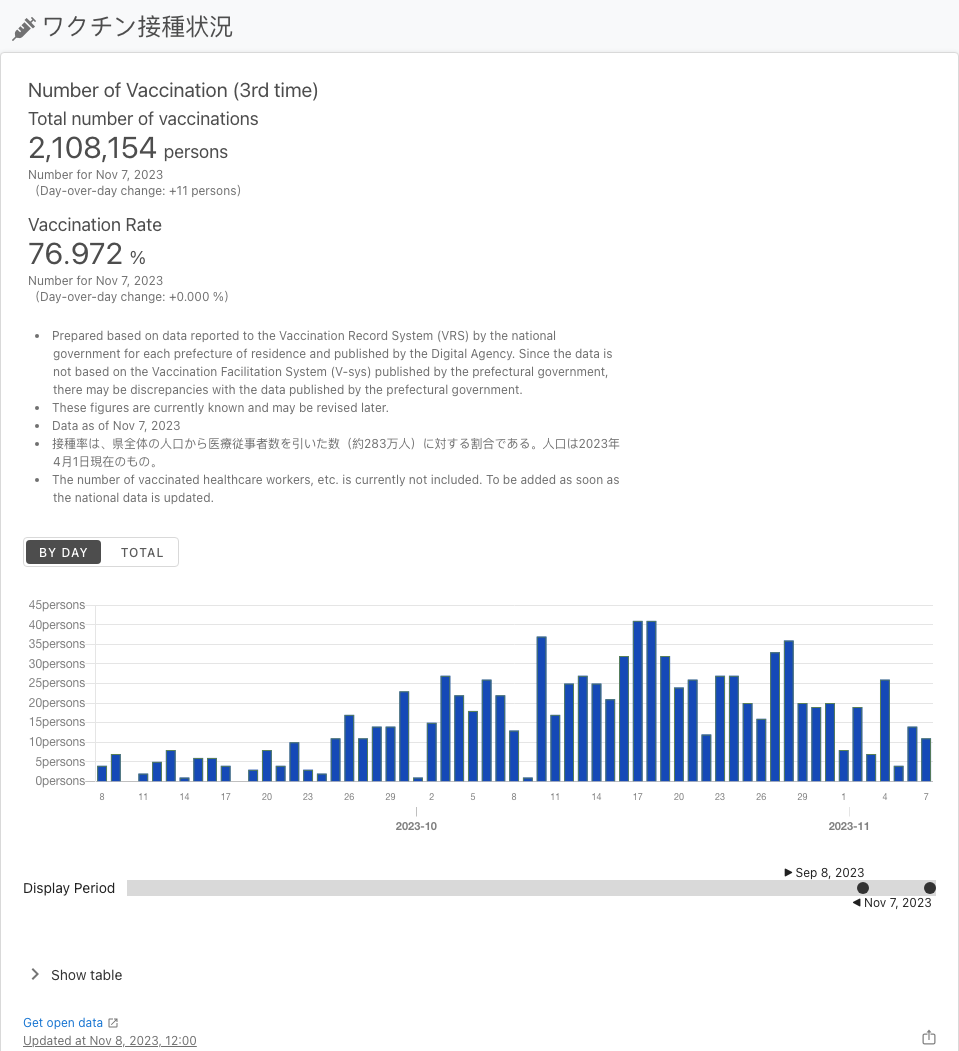 ワクチン接種状況
Number of Vaccination (3rd time)
Total number of vaccinations
2,108,154 persons
Number for Nov 7, 2023
(Day-over-day change: +11 persons)
Vaccination Rate
76.972 %
Number for Nov 7, 2023
(Day-over-day change: +0.000 %)
• Prepared based on data reported to the Vaccination Record System (VRS) by the national
government for each prefecture of residence and published by the Digital Agency. Since the data is
not based on the Vaccination Facilitation System (V-sys) published by the prefectural government,
there may be discrepancies with the data published by the prefectural government.
• These figures are currently known and may be revised later.
• Data as of Nov 7, 2023
• 接種率は、県全体の人口から医療従事者数を引いた数（約283万人）に対する割合である。人口は2023年
4月1日現在のもの。
• The number of vaccinated healthcare workers, etc. is currently not included. To be added as soon as
the national data is updated.
BY DAY TOTAL
45persons
40persons
35persons
30persons
25persons
20persons
15persons
10persons
5persons
0persons
8 11 14 17 20 23 26 29 2 5 8 11 14 17 20 23 26 29 1 4 7
2023-10 2023-11
Sep 8, 2023
Display Period
Nov 7, 2023
Show table
Get open data
Updated at Nov 8, 2023, 12:00